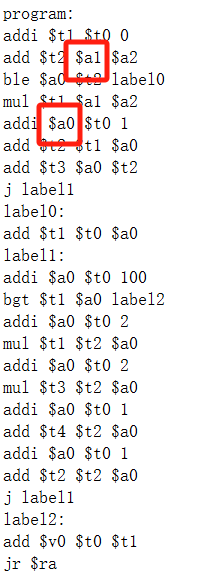 program:
addi $t1 $t0 0
add $t2 $a1 $a2
ble $a0 $t2 label0
mul $t1 $a1 $a2
addi $a0 $t0 1
add $t2 $t1 $a0
add $t3 $a0 $t2
j label1
label0:
add $t1 $t0 $a0
label1:
addi $a0 $t0 100
bgt $t1 $a0 label2
addi $a0 $t0 2
mul $t1 $t2 $a0
addi $a0 $t0 2
mul $t3 $t2 $a0
addi $a0 $t0 1
add $t4 $t2 $a0
addi $a0 $t0 1
add $t2 $t2 $a0
j label1
label2:
add $v0 $t0 $t1
jr $ra